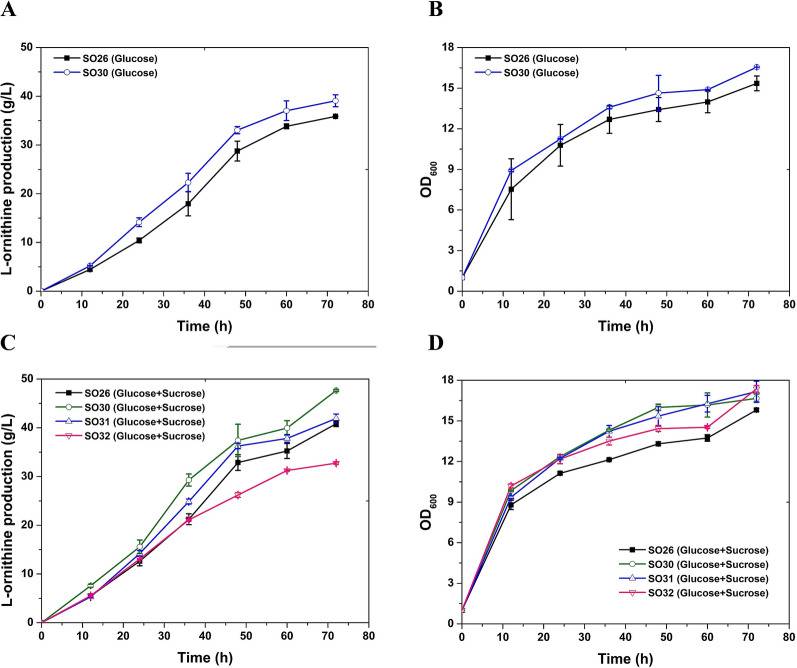 A
SO26 (Glucose)
SO30 (Glucose)
L-ornithine production (g/L)
50
40
30
20
10
0
0 10 20 30 40 50 60 70 80
Time (h)
B
SO26 (Glucose)
SO30 (Glucose)
OD600
18
15
12
9
6
3
0
0 10 20 30 40 50 60 70 80
Time (h)
C
SO26 (Glucose+Sucrose)
SO30 (Glucose+Sucrose)
SO31 (Glucose+Sucrose)
SO32 (Glucose+Sucrose)
L-ornithine production (g/L)
50
40
30
20
10
0
0 10 20 30 40 50 60 70 80
Time (h)
D
OD600
18
15
12
9
6
3
0
SO26 (Glucose+Sucrose)
SO30 (Glucose+Sucrose)
SO31 (Glucose+Sucrose)
SO32 (Glucose+Sucrose)
0 10 20 30 40 50 60 70 80
Time (h)